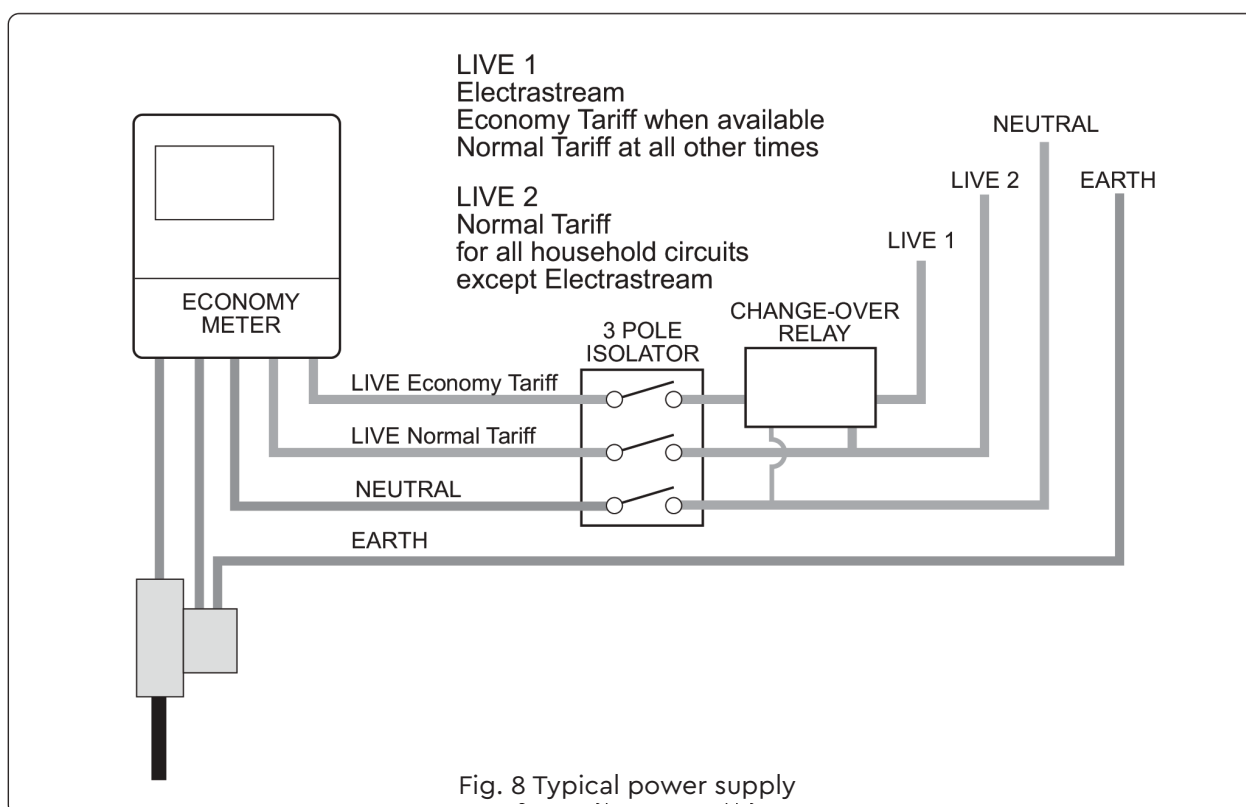 LIVE 1
Electrastream
Economy Tariff when available
Normal Tariff at all other times
LIVE 2
Normal Tariff
for all household circuits
except Electrastream
NEUTRAL
LIVE 2
EARTH
LIVE 1
ECONOMY
METER
3 POLE
ISOLATOR
CHANGE-OVER
RELAY
LIVE Economy Tariff
LIVE Normal Tariff
NEUTRAL
EARTH
Fig. 8 Typical power supply